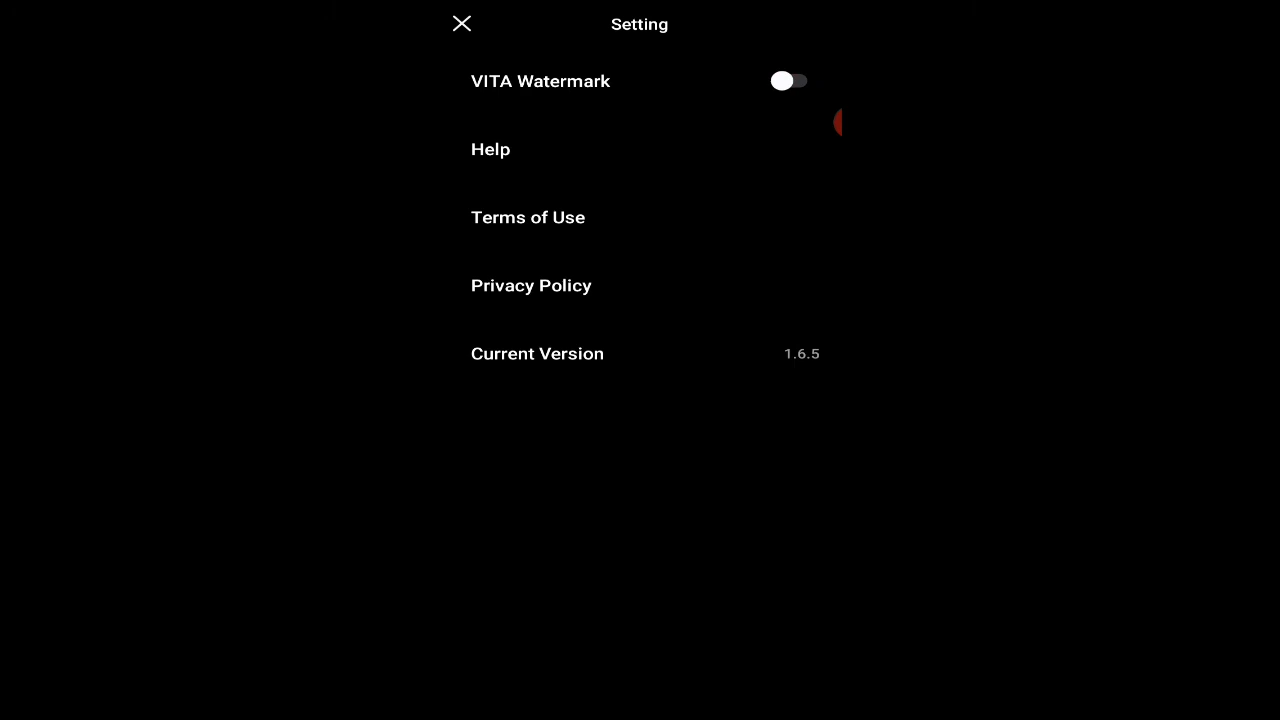 Setting
VITA Watermark
Help
Terms of Use
Privacy Policy
Current Version 1.6.5